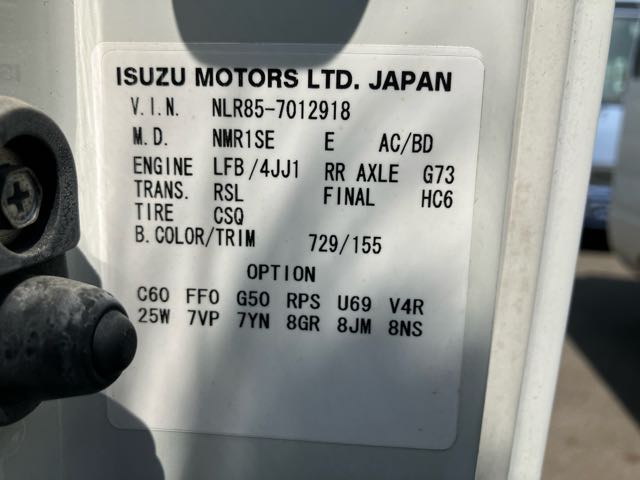 ISUZU MOTORS LTD. JAPAN
V.I.N. NLR85-7012918
M.D. NMR1SE E AC/BD
ENGINE LFB/4JJ1 RR AXLE G73
TRANS. RSL FINAL HC6
TIRE CSQ
B.COLOR/TRIM 729/155
OPTION
C60 FF0 G50 RPS U69 V4R
25W 7VP 7YN 8GR 8JM 8NS